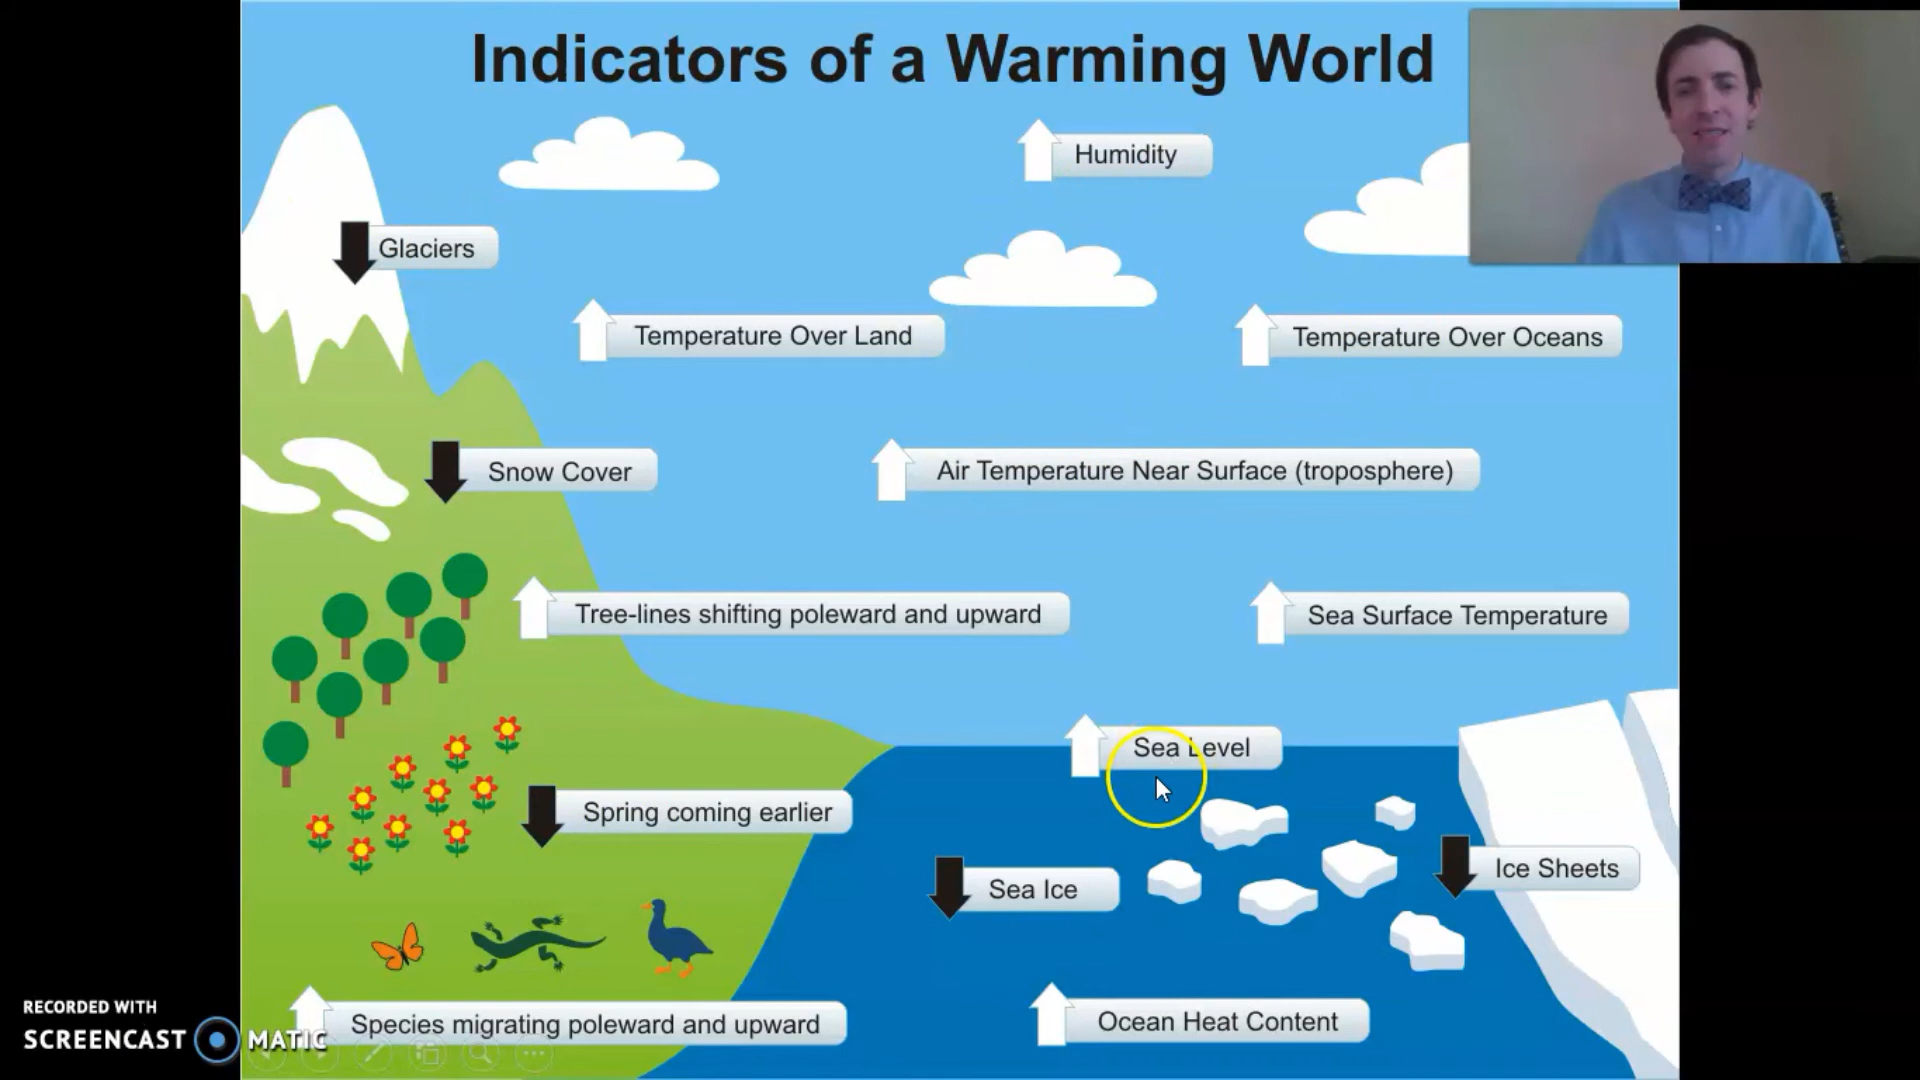 Indicators of a Warming World
Humidity
Glaciers
Temperature Over Land
Temperature Over Oceans
Snow Cover
Air Temperature Near Surface (troposphere)
Tree-lines shifting poleward and upward
Sea Surface Temperature
Sea Level
Spring coming earlier
Ice Sheets
Sea Ice
Species migrating poleward and upward
Ocean Heat Content
RECORDED WITH
SCREENCAST MATIC